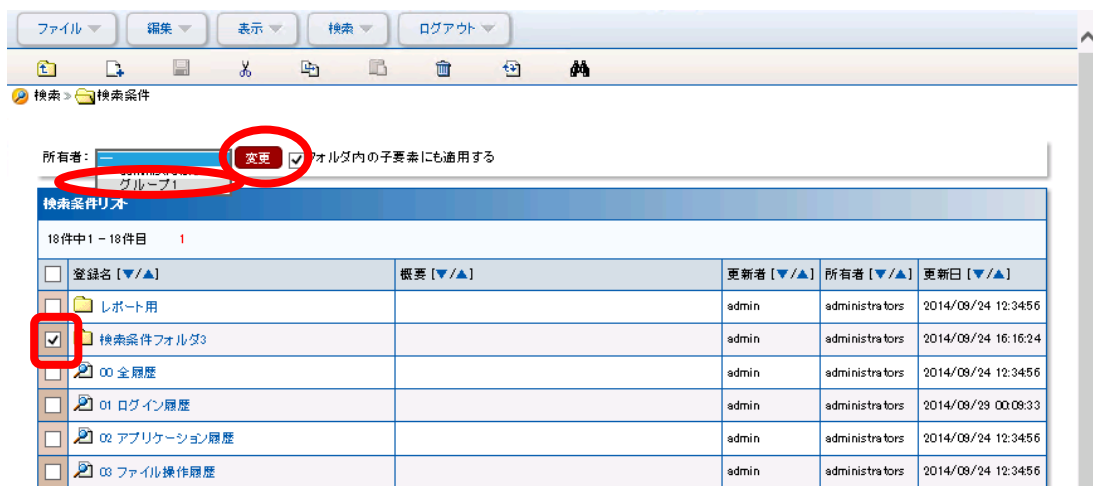 ファイル 編集 表示 検索 ログアウト
検索 » 検索条件
所有者: — 変更 フォルダ内の子要素にも適用する
グループ1
検索条件リスト
18件中1 - 18件目 1
登録名 [▼/▲] 概要 [▼/▲] 更新者 [▼/▲] 所有者 [▼/▲] 更新日 [▼/▲]
レポート用 admin administrators 2014/09/24 12:34:56
検索条件フォルダ3 admin administrators 2014/09/24 16:16:24
00 全履歴 admin administrators 2014/09/24 12:34:56
01 ログイン履歴 admin administrators 2014/09/29 00:09:33
02 アプリケーション履歴 admin administrators 2014/09/24 12:34:56
03 ファイル操作履歴 admin administrators 2014/09/24 12:34:56